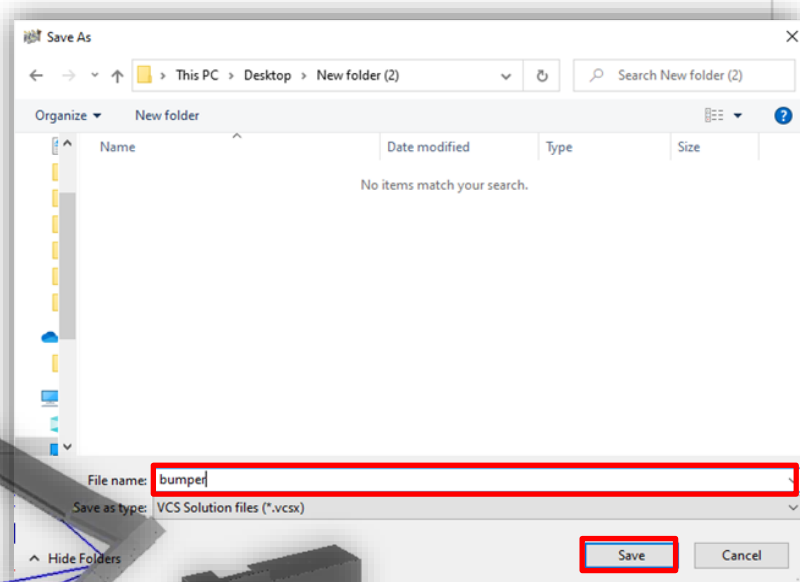 Save As
This PC > Desktop > New folder (2)
Search New folder (2)
Organize
New folder
Name
Date modified
Type
Size
No items match your search.
File name: bumper
Save as type: VCS Solution files (*.vcsx)
Hide Folders
Save
Cancel